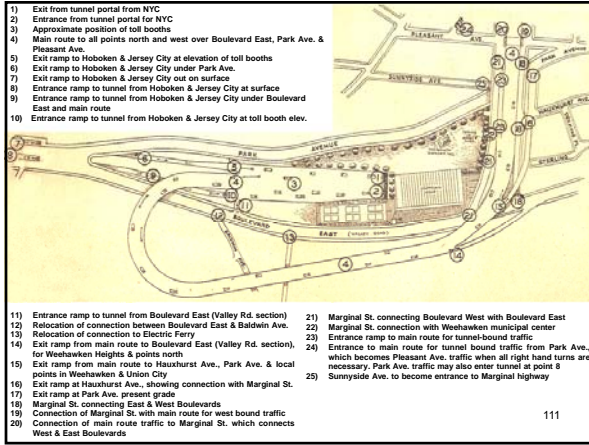 1) Exit from tunnel portal from NYC
2) Entrance from tunnel portal for NYC
3) Approximate position of toll booths
4) Main route to all points north and west over Boulevard East, Park Ave. &
Pleasant Ave.
5) Exit ramp to Hoboken & Jersey City at elevation of toll booths
6) Exit ramp to Hoboken & Jersey City under Park Ave.
7) Exit ramp to Hoboken & Jersey City out on surface
8) Entrance ramp to tunnel from Hoboken & Jersey City at surface
9) Entrance ramp to tunnel from Hoboken & Jersey City under Boulevard
East and main route
10) Entrance ramp to tunnel from Hoboken & Jersey City at toll booth elev.
PLEASANT AVE
PARK AVENUE
SUNNYSIDE AVE
HAUXHURST AVE
STERLING
PARK AVENUE
BOULEVARD EAST (VALLEY ROAD)
11) Entrance ramp to tunnel from Boulevard East (Valley Rd. section)
12) Relocation of connection between Boulevard East & Baldwin Ave.
13) Relocation of connection to Electric Ferry
14) Exit ramp from main route to Boulevard East (Valley Rd. section),
for Weehawken Heights & points north
15) Exit ramp from main route to Hauxhurst Ave., Park Ave. & local
points in Weehawken & Union City
16) Exit ramp at Hauxhurst Ave., showing connection with Marginal St.
17) Exit ramp at Park Ave. present grade
18) Marginal St. connecting East & West Boulevards
19) Connection of Marginal St. with main route for west bound traffic
20) Connection of main route traffic to Marginal St. which connects
West & East Boulevards
21) Marginal St. connecting Boulevard West with Boulevard East
22) Marginal St. connection with Weehawken municipal center
23) Entrance ramp to main route for tunnel-bound traffic
24) Entrance to main route for tunnel bound traffic from Park Ave.,
which becomes Pleasant Ave. traffic when all right hand turns are
necessary. Park Ave. traffic may also enter tunnel at point 8
25) Sunnyside Ave. to become entrance to Marginal highway
111